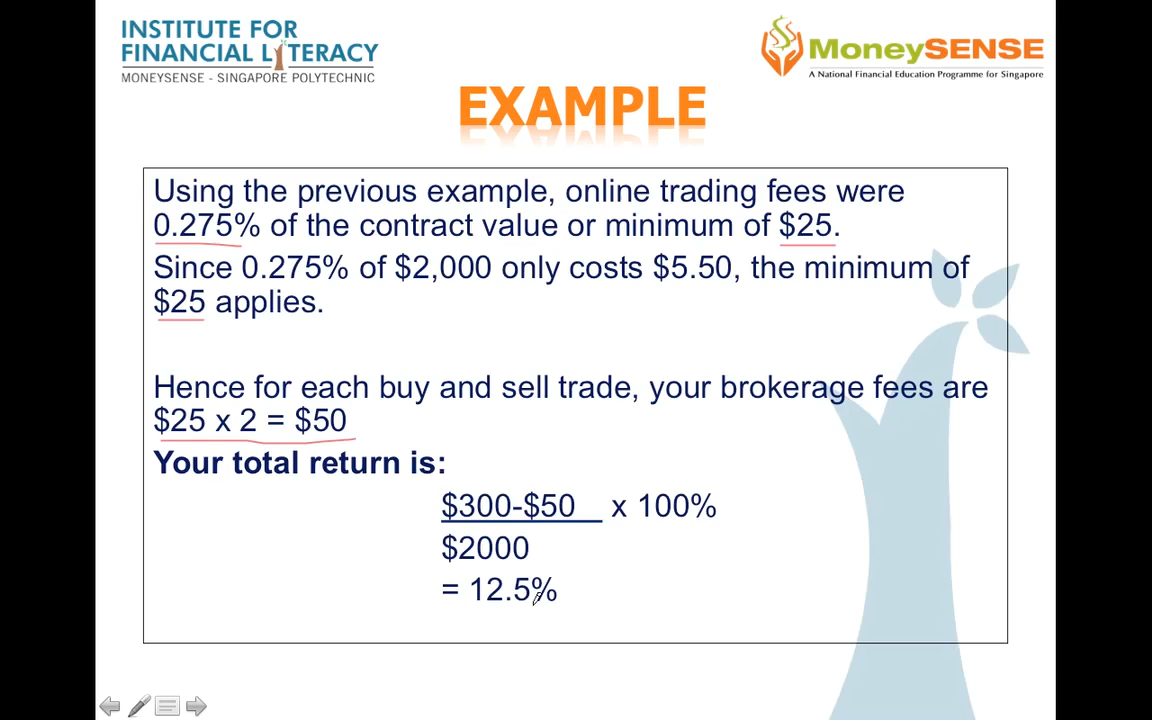 INSTITUTE FOR
FINANCIAL LITERACY
MONEYSENSE - SINGAPORE POLYTECHNIC
MoneySENSE
A National Financial Education Programme for Singapore
EXAMPLE
Using the previous example, online trading fees were
0.275% of the contract value or minimum of $25.
Since 0.275% of $2,000 only costs $5.50, the minimum of
$25 applies.
Hence for each buy and sell trade, your brokerage fees are
$25 x 2 = $50
Your total return is:
$300-$50 x 100%
$2000
= 12.5%